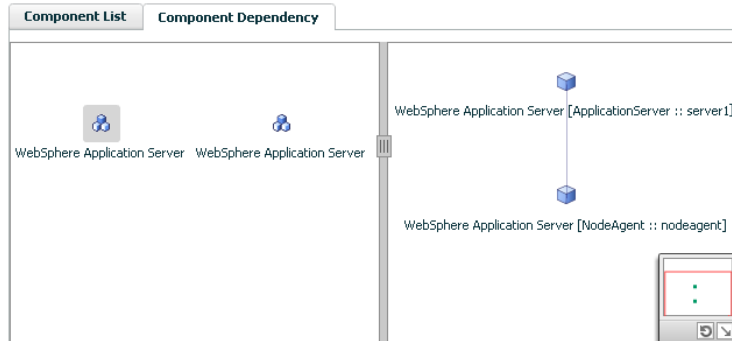 Component List
Component Dependency
WebSphere Application Server
WebSphere Application Server
WebSphere Application Server [ApplicationServer :: server1]
WebSphere Application Server [NodeAgent :: nodeagent]